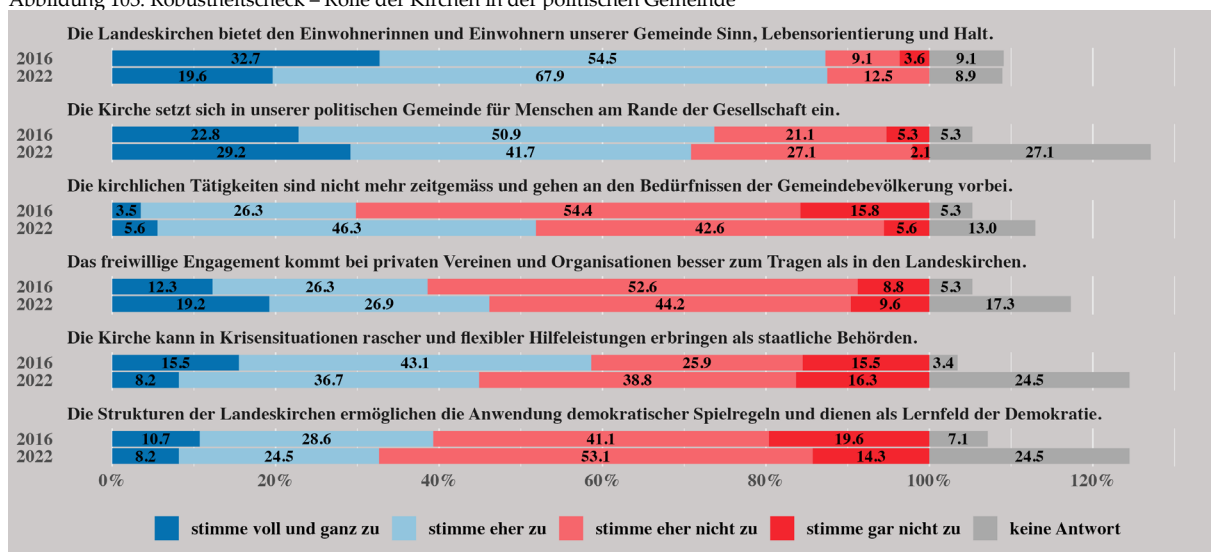 Abbildung 103: Robustheitscheck – Rolle der Kirchen in der politischen Gemeinde
Die Landeskirchen bietet den Einwohnerinnen und Einwohnern unserer Gemeinde Sinn, Lebensorientierung und Halt.
2016 32.7 54.5 9.1 3.6 9.1
2022 19.6 67.9 12.5 8.9
Die Kirche setzt sich in unserer politischen Gemeinde für Menschen am Rande der Gesellschaft ein.
2016 22.8 50.9 21.1 5.3 5.3
2022 29.2 41.7 27.1 2.1 27.1
Die kirchlichen Tätigkeiten sind nicht mehr zeitgemäss und gehen an den Bedürfnissen der Gemeindebevölkerung vorbei.
2016 3.5 26.3 54.4 15.8 5.3
2022 5.6 46.3 42.6 5.6 13.0
Das freiwillige Engagement kommt bei privaten Vereinen und Organisationen besser zum Tragen als in den Landeskirchen.
2016 12.3 26.3 52.6 8.8 5.3
2022 19.2 26.9 44.2 9.6 17.3
Die Kirche kann in Krisensituationen rascher und flexibler Hilfeleistungen erbringen als staatliche Behörden.
2016 15.5 43.1 25.9 15.5 3.4
2022 8.2 36.7 38.8 16.3 24.5
Die Strukturen der Landeskirchen ermöglichen die Anwendung demokratischer Spielregeln und dienen als Lernfeld der Demokratie.
2016 10.7 28.6 41.1 19.6 7.1
2022 8.2 24.5 53.1 14.3 24.5
0% 20% 40% 60% 80% 100% 120%
stimme voll und ganz zu stimme eher zu stimme eher nicht zu stimme gar nicht zu keine Antwort